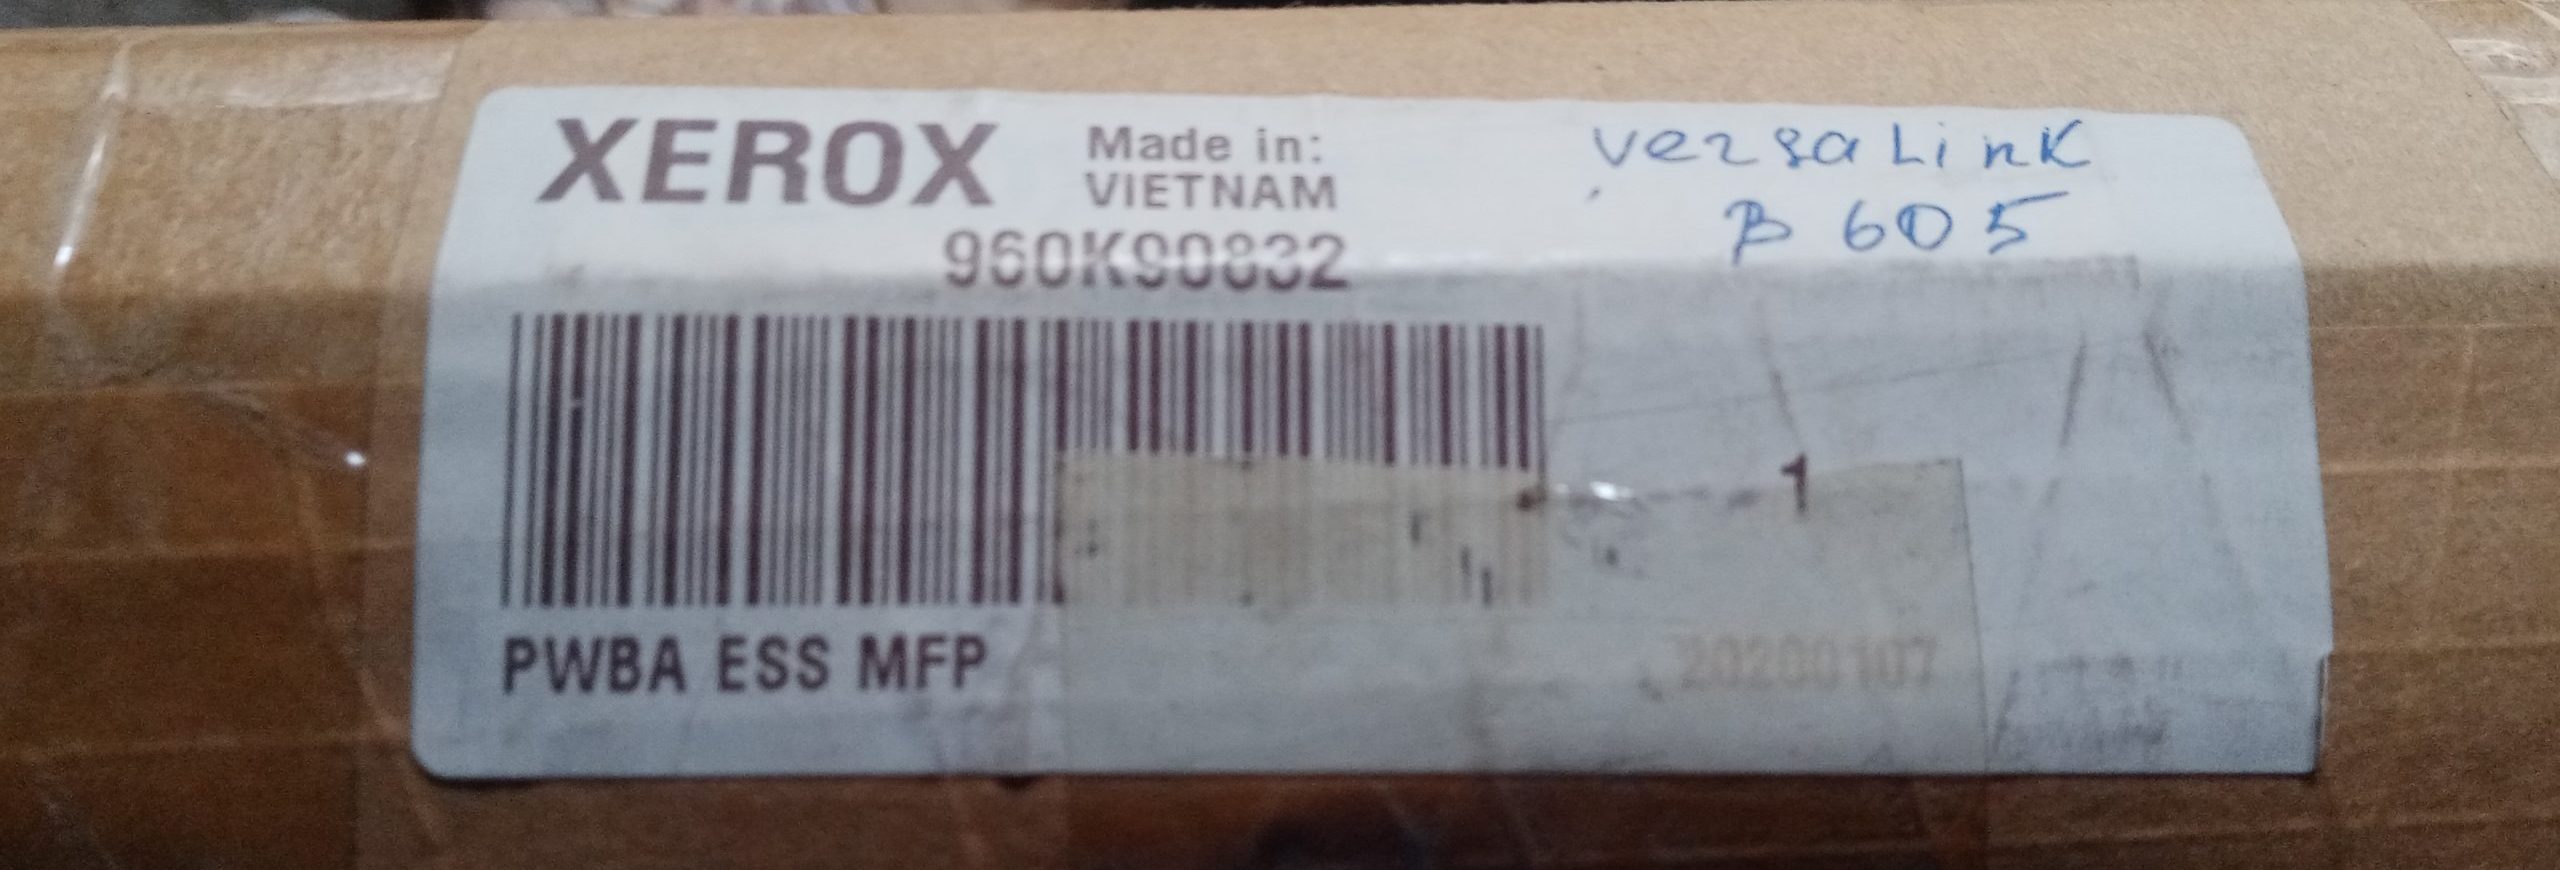 XEROX
Made in:
VIETNAM
versaLink
B 605
960K90832
1
PWBA ESS MFP
20200107